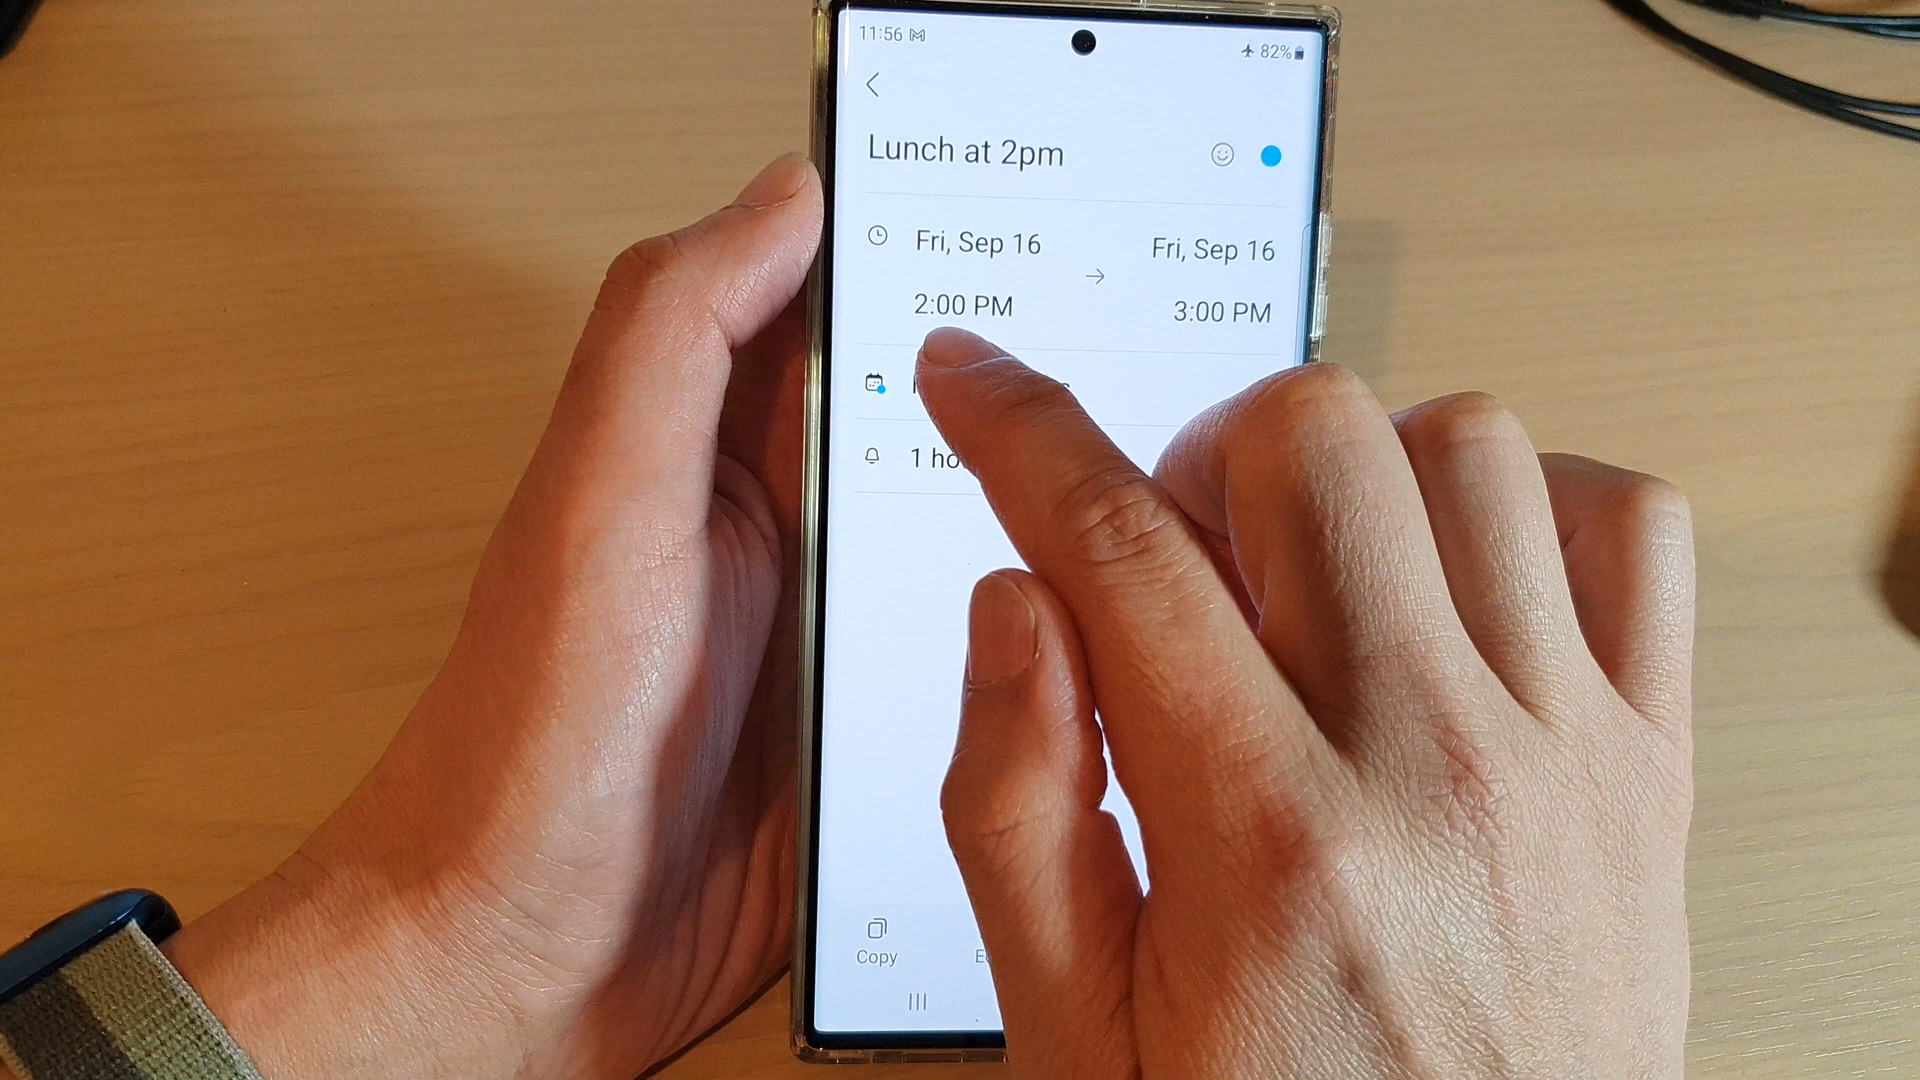 11:56 82%
Lunch at 2pm
Fri, Sep 16 Fri, Sep 16
2:00 PM 3:00 PM
1
Copy